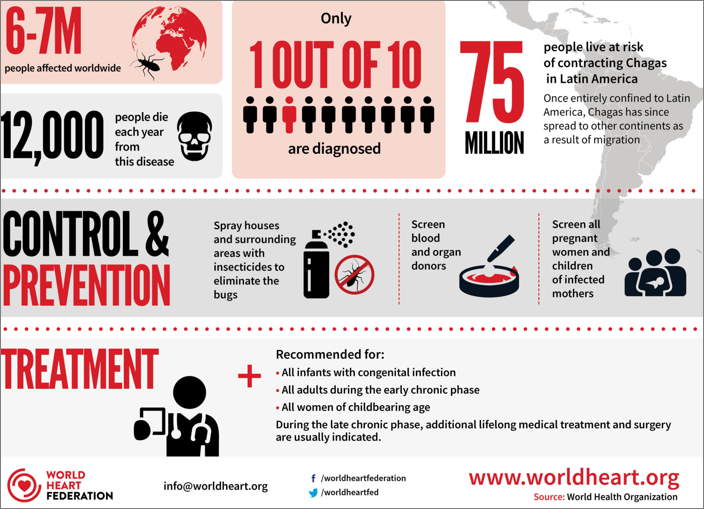 6-7M
people affected worldwide
12,000
people die
each year
from
this disease
Only
1 OUT OF 10
are diagnosed
75
MILLION
people live at risk
of contracting Chagas
in Latin America
Once entirely confined to Latin
America, Chagas has since
spread to other continents as
a result of migration
CONTROL &
PREVENTION
Spray houses
and surrounding
areas with
insecticides to
eliminate the
bugs
Screen
blood
and organ
donors
Screen all
pregnant
women and
children
of infected
mothers
TREATMENT
+
Recommended for:
• All infants with congenital infection
• All adults during the early chronic phase
• All women of childbearing age
During the late chronic phase, additional lifelong medical treatment and surgery
are usually indicated.
WORLD
HEART
FEDERATION
info@worldheart.org
f /worldheartfederation
/worldheartfed
www.worldheart.org
Source: World Health Organization